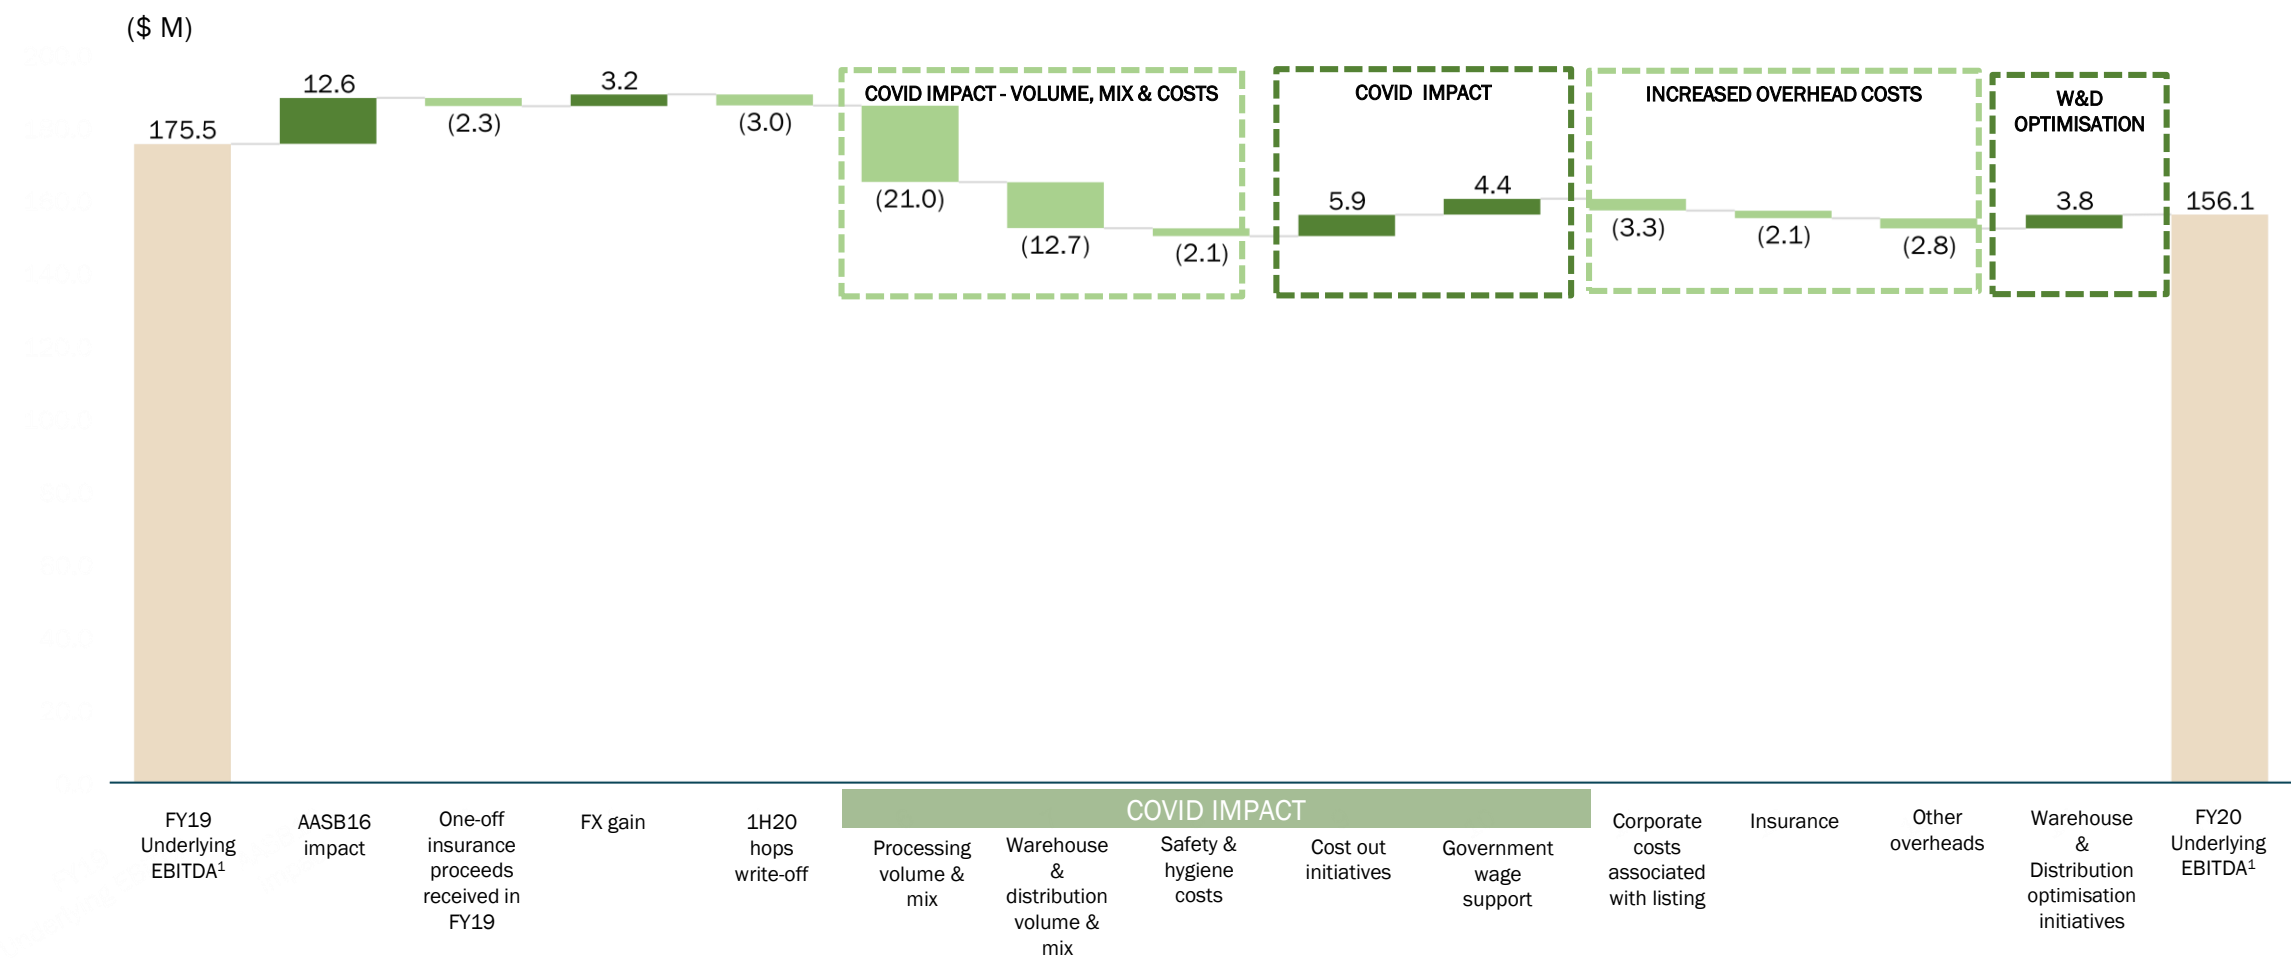 ($ M)
175.5
12.6
(2.3)
3.2
(3.0)
COVID IMPACT - VOLUME, MIX & COSTS
(21.0)
(12.7)
(2.1)
COVID IMPACT
5.9
4.4
INCREASED OVERHEAD COSTS
(3.3)
(2.1)
(2.8)
W&D
OPTIMISATION
3.8
156.1
COVID IMPACT
FY19
Underlying
EBITDA¹
AASB16
impact
One-off
insurance
proceeds
received in
FY19
FX gain
1H20
hops
write-off
Processing
volume &
mix
Warehouse
&
distribution
volume &
mix
Safety &
hygiene
costs
Cost out
initiatives
Government
wage
support
Corporate
costs
associated
with listing
Insurance
Other
overheads
Warehouse
&
Distribution
optimisation
initiatives
FY20
Underlying
EBITDA¹